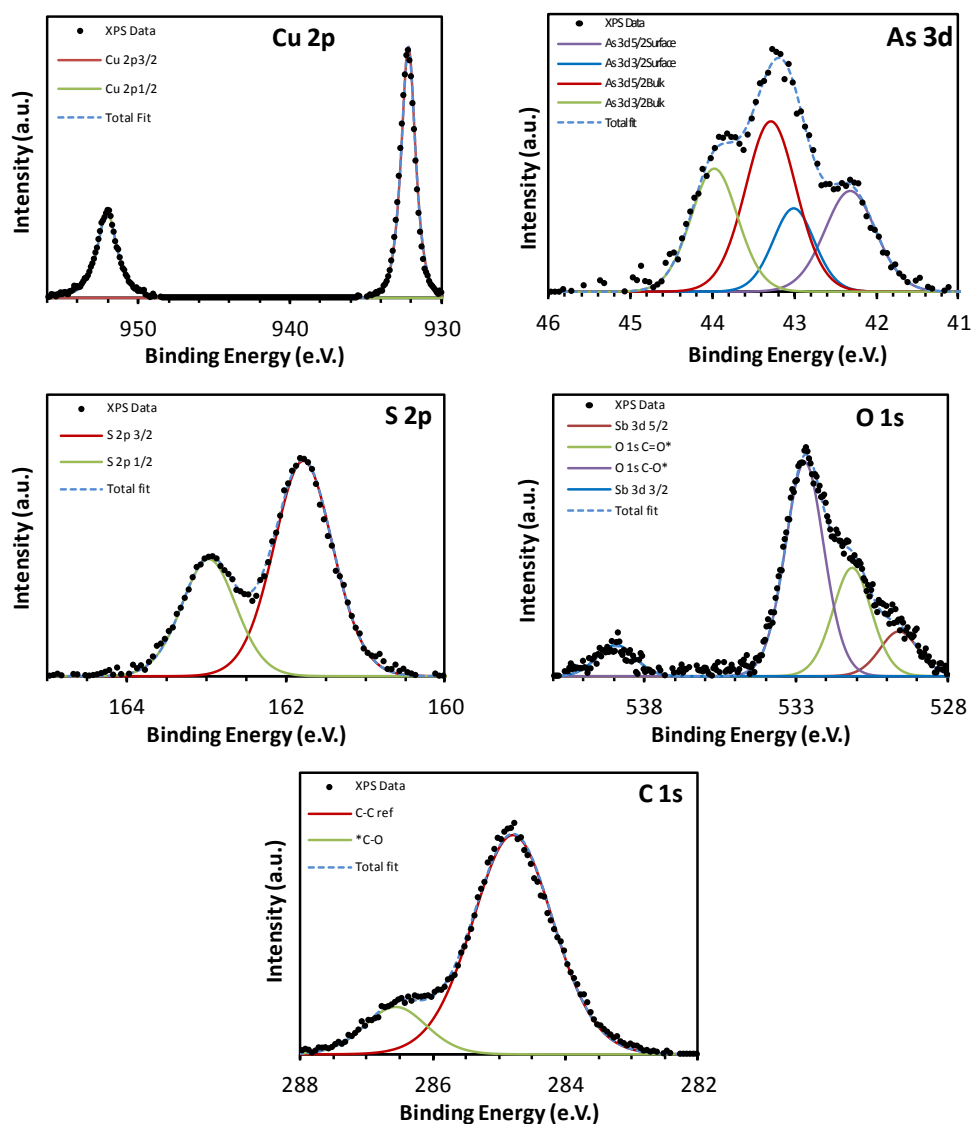 Cu 2p
XPS Data
Cu 2p3/2
Cu 2p1/2
Total Fit
Intensity (a.u.)
950 940 930
Binding Energy (e.V.)
As 3d
XPS Data
As 3d5/2Surface
As 3d3/2Surface
As 3d5/2Bulk
As 3d3/2Bulk
Total fit
Intensity (a.u.)
46 45 44 43 42 41
Binding Energy (e.V.)
S 2p
XPS Data
S 2p 3/2
S 2p 1/2
Total fit
Intensity (a.u.)
164 162 160
Binding Energy (e.V.)
O 1s
XPS Data
Sb 3d 5/2
O 1s C=O*
O 1s C-O*
Sb 3d 3/2
Total fit
Intensity (a.u.)
538 533 528
Binding Energy (e.V.)
C 1s
XPS Data
C-C ref
*C-O
Total fit
Intensity (a.u.)
288 286 284 282
Binding Energy (e.V.)